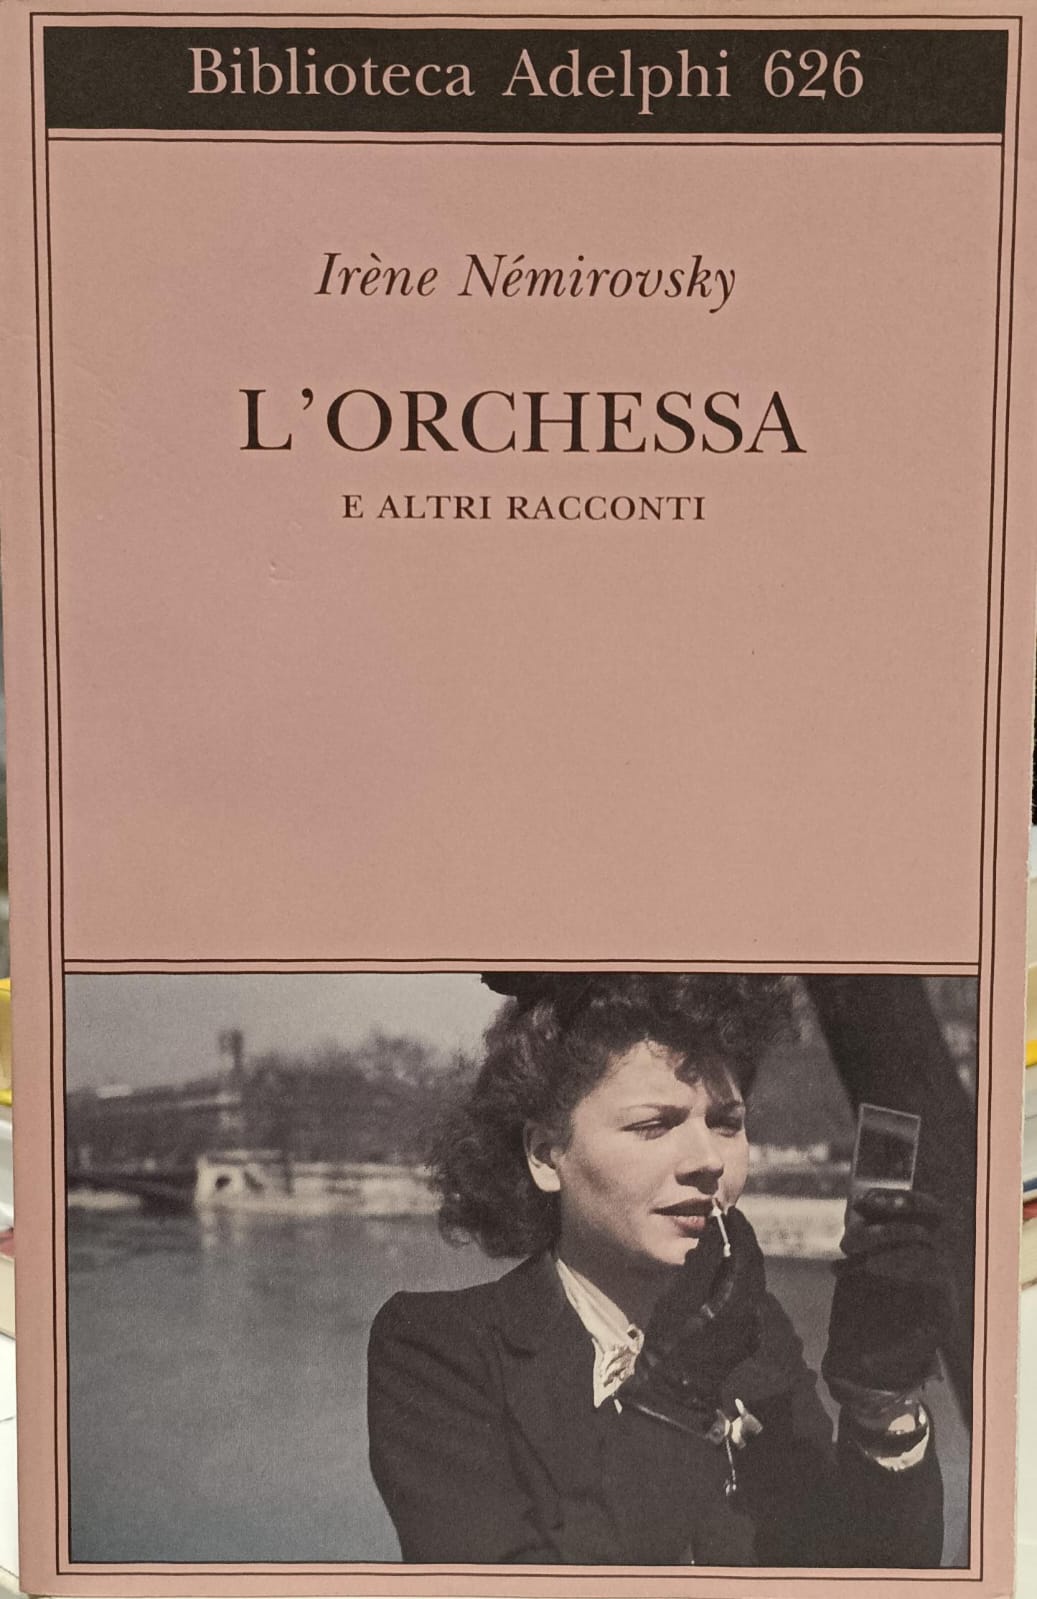 Biblioteca Adelphi 626
Irène Némirovsky
L’ORCHESSA
E ALTRI RACCONTI